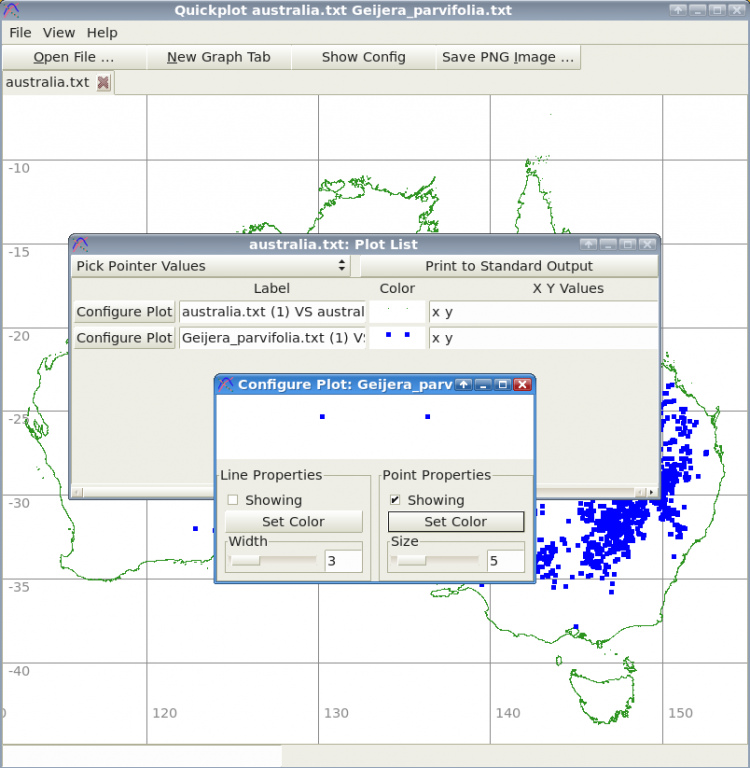 Quickplot australia.txt Geijera_parvifolia.txt
File View Help
Open File ... New Graph Tab Show Config Save PNG Image ...
australia.txt
-10
-15
australia.txt: Plot List
Pick Pointer Values Print to Standard Output
Label Color X Y Values
Configure Plot australia.txt (1) VS austral x y
-20
Configure Plot Geijera_parvifolia.txt (1) VS x y
Configure Plot: Geijera_parv
-25
Line Properties Point Properties
Showing Showing
-30
Set Color Set Color
Width Size
3 5
-35
-40
120 130 140 150